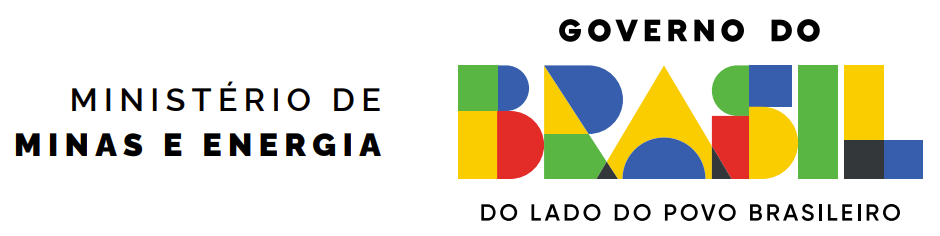 MINISTÉRIO DE
MINAS E ENERGIA
GOVERNO DO
BRASIL
DO LADO DO POVO BRASILEIRO